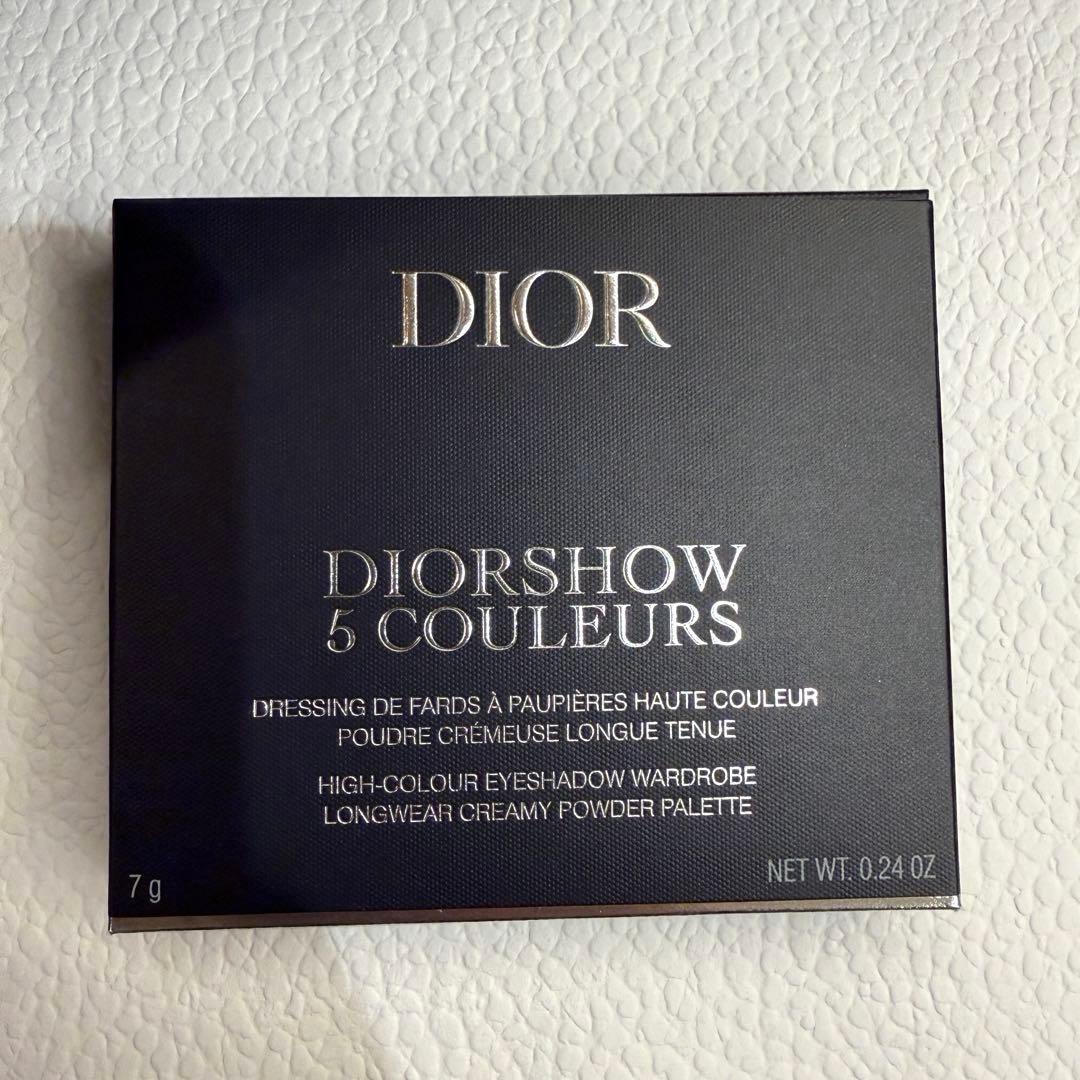 DIOR
DIORSHOW
5 COULEURS
DRESSING DE FARDS À PAUPIÈRES HAUTE COULEUR
POUDRE CRÉMEUSE LONGUE TENUE
HIGH-COLOUR EYESHADOW WARDROBE
LONGWEAR CREAMY POWDER PALETTE
7 g
NET WT. 0.24 OZ